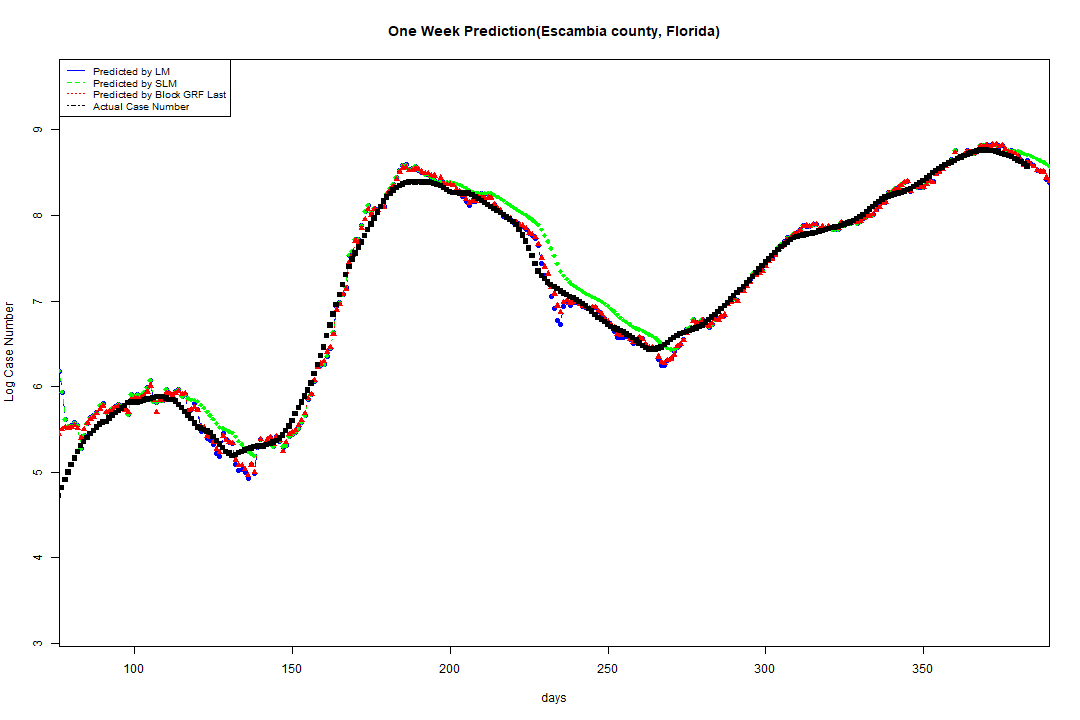 One Week Prediction(Escambia county, Florida)
Predicted by LM
Predicted by SLM
Predicted by Block GRF Last
Actual Case Number
9
8
7
6
5
4
3
Log Case Number
100 150 200 250 300 350
days